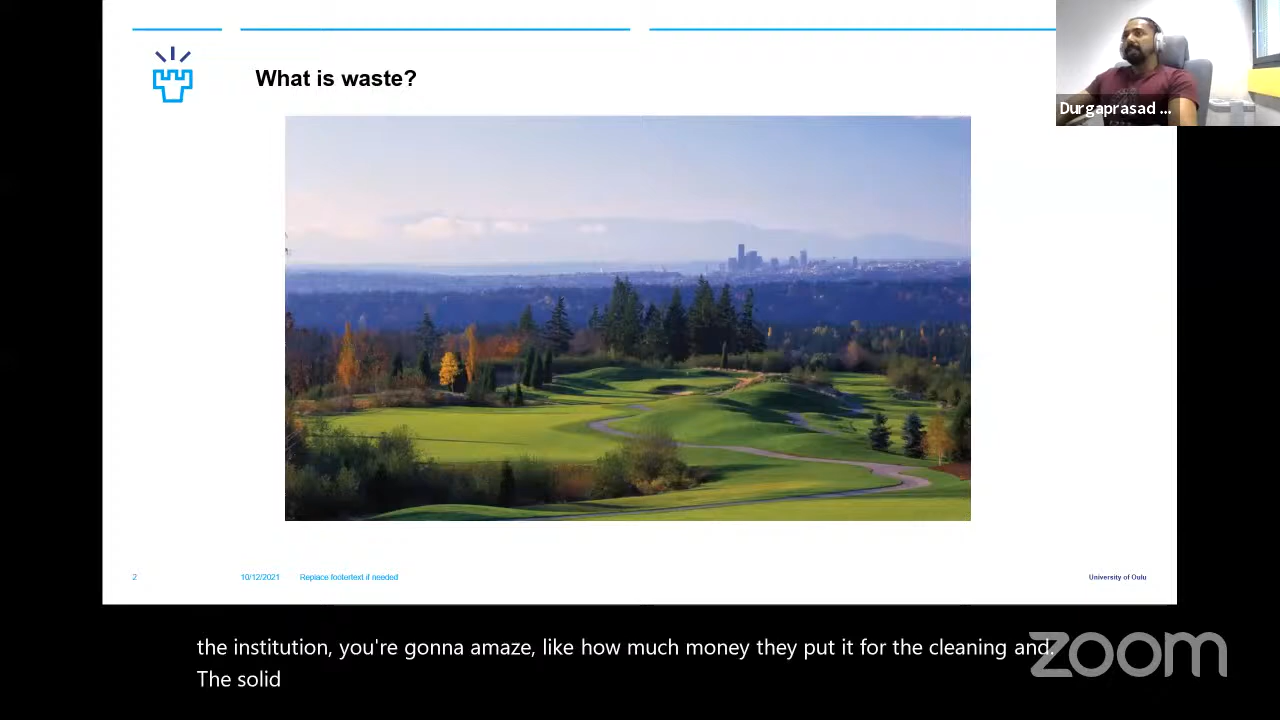 What is waste?
Durgaprasad ...
2
10/12/2021
Replace footertext if needed
University of Oulu
the institution, you're gonna amaze, like how much money they put it for the cleaning and.
The solid
zoom